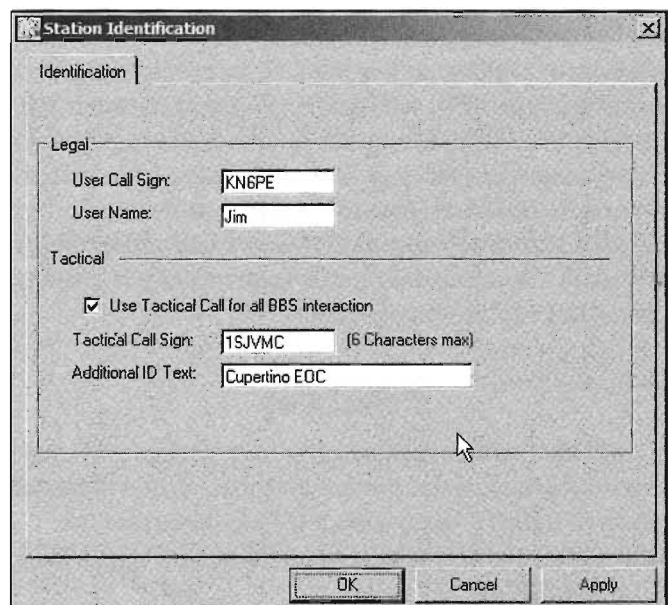 Station Identification
Identification
Legal
User Call Sign: KN6PE
User Name: Jim
Tactical
Use Tactical Call for all BBS interaction
Tactical Call Sign: 1SJVMC (6 Characters max)
Additional ID Text: Cupertino EOC
OK Cancel Apply